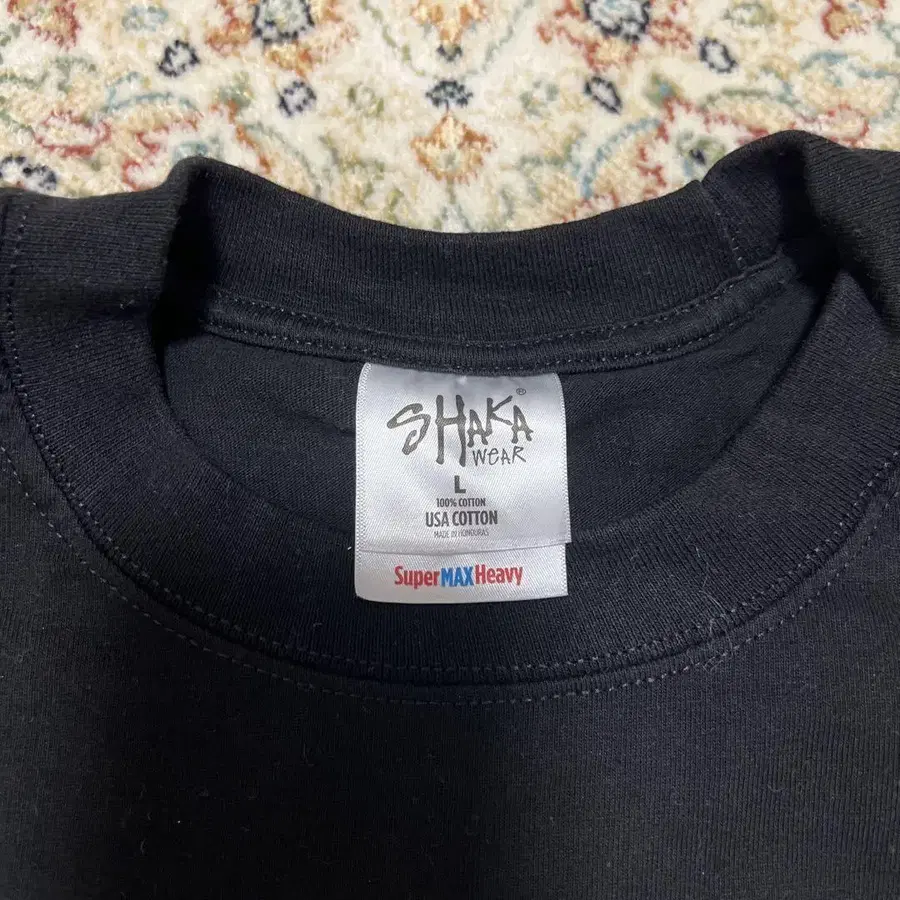 SHAKA®
WEAR
L
100% COTTON
USA COTTON
MADE IN HONDURAS
SuperMAXHeavy